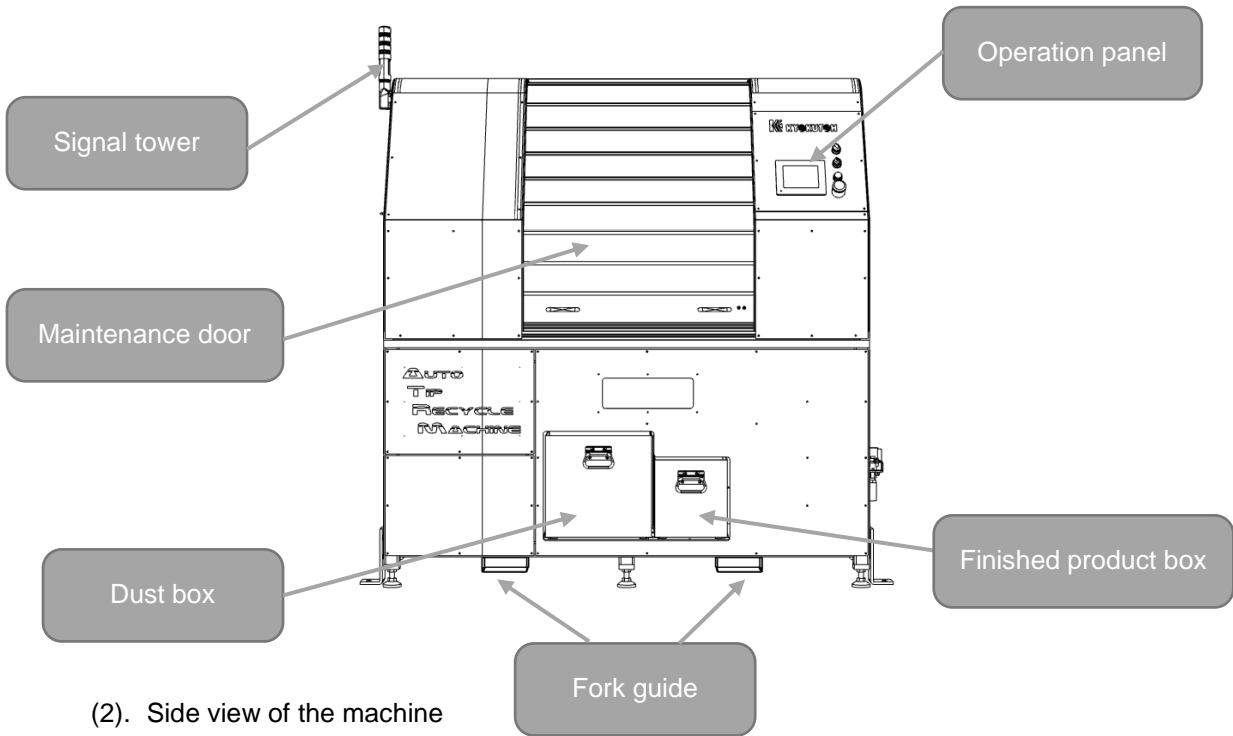 Operation panel
Signal tower
KYOKUTOH
Maintenance door
AUTO
TIP
RECYCLE
MACHINE
Finished product box
Dust box
Fork guide
(2). Side view of the machine